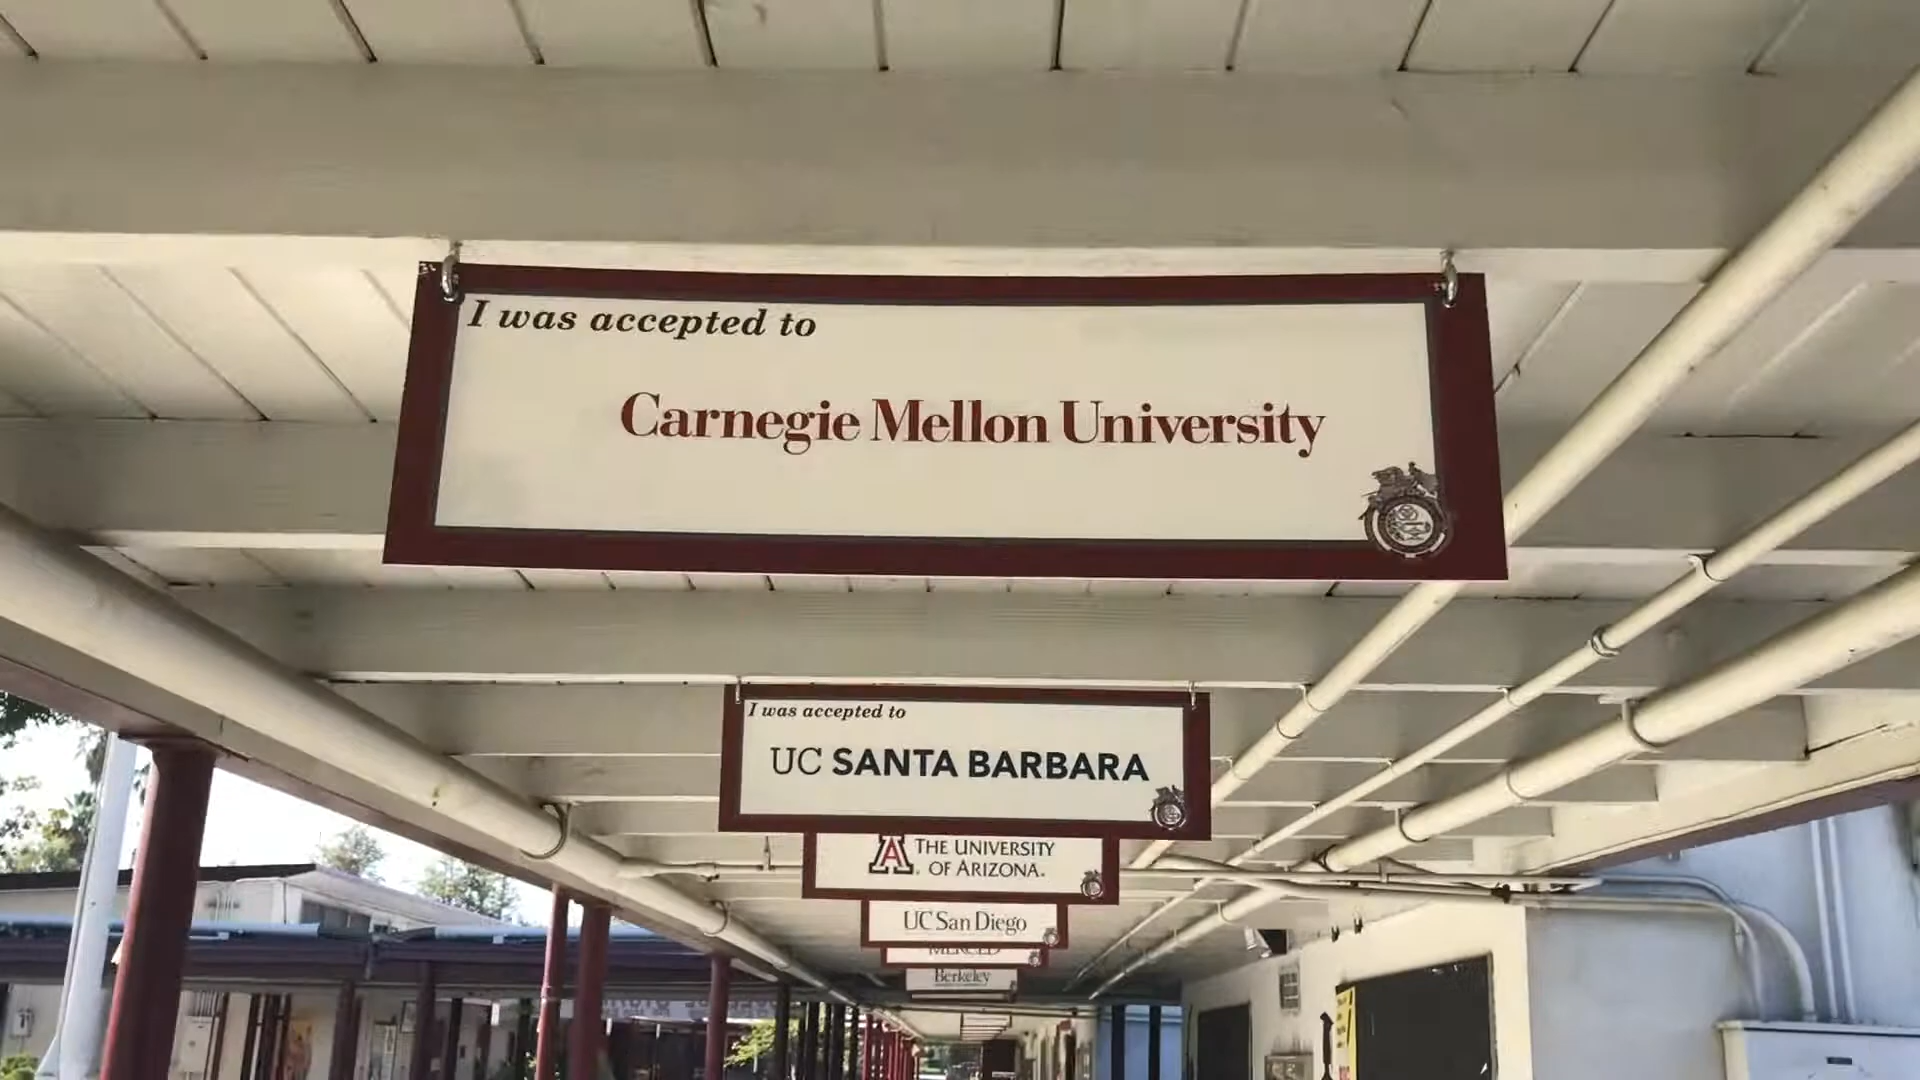 I was accepted to
Carnegie Mellon University
I was accepted to
UC SANTA BARBARA
A
THE UNIVERSITY
OF ARIZONA.
UC San Diego
MERCED
Berkeley